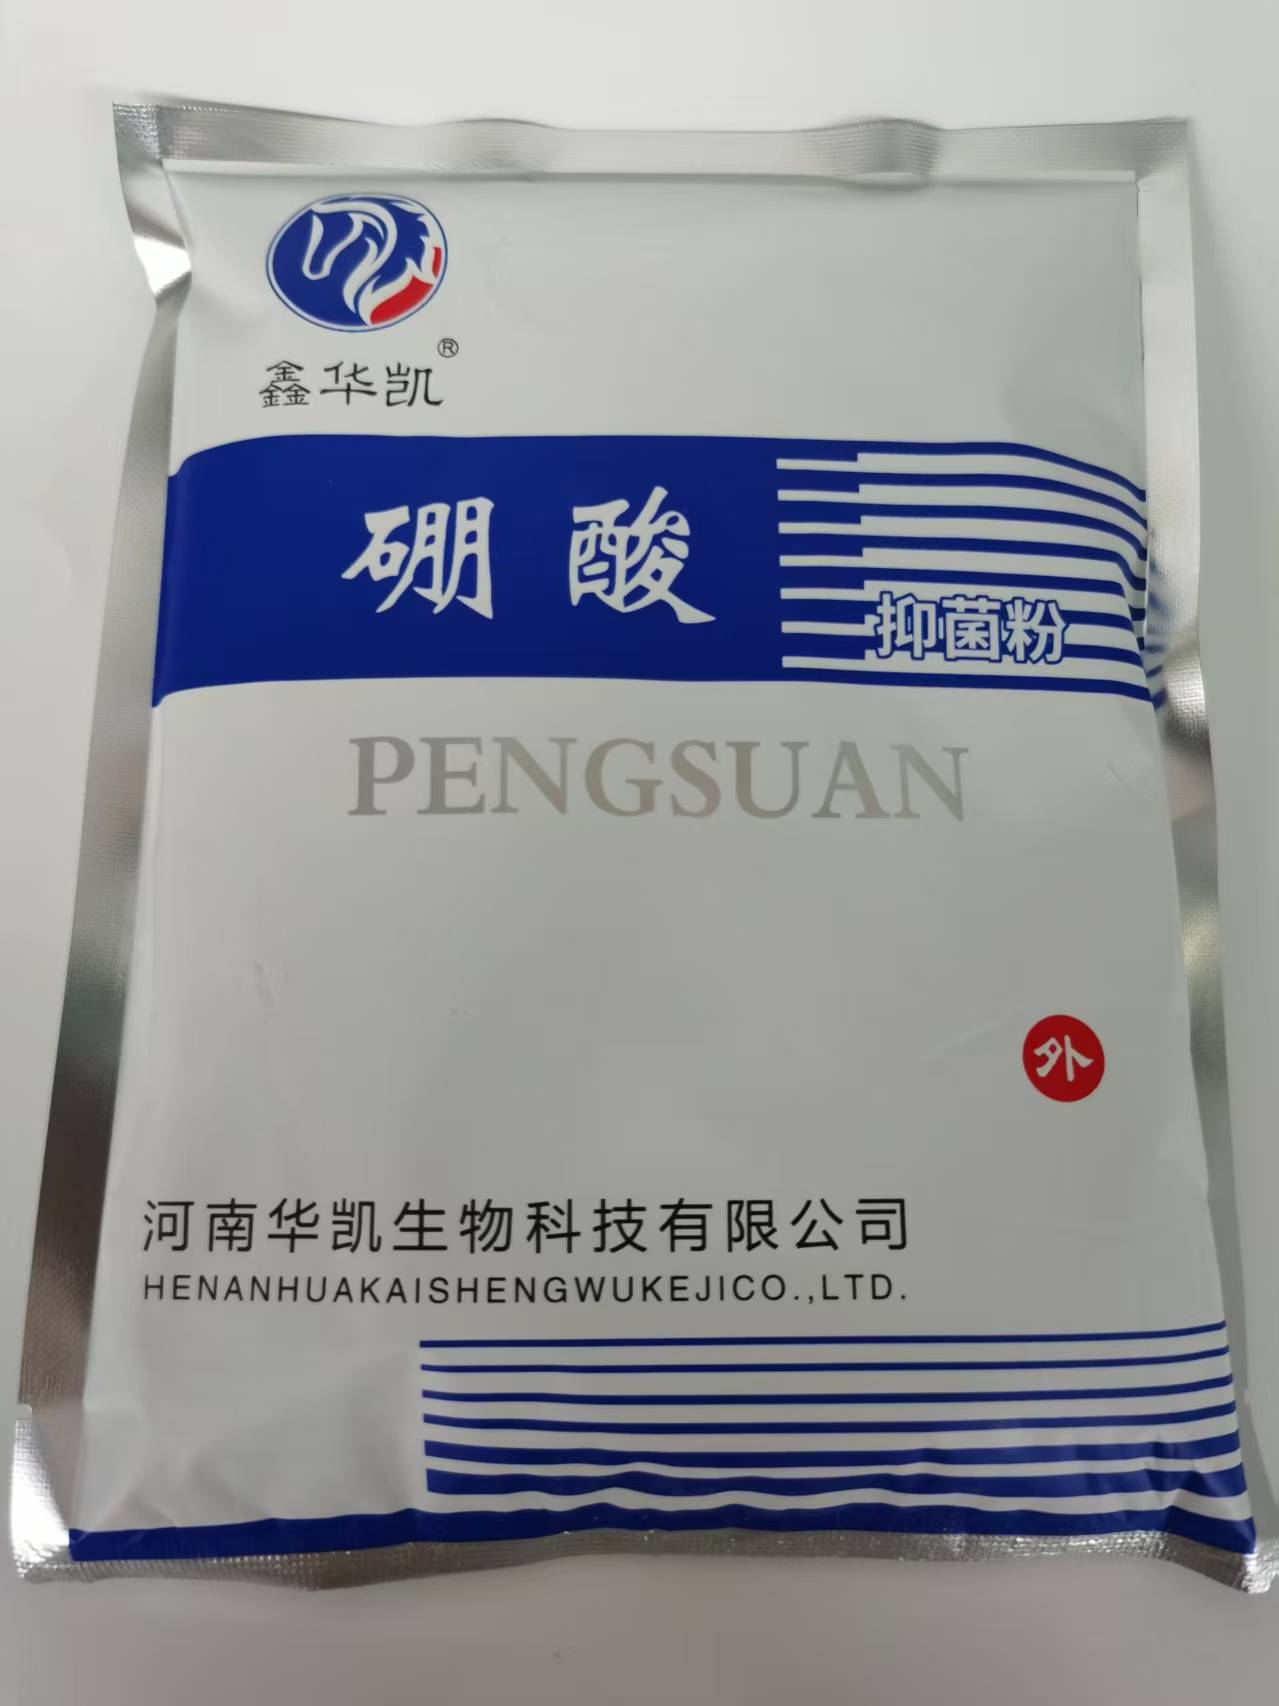 鑫华凯®
硼酸
抑菌粉
PENGSUAN
外
河南华凯生物科技有限公司
HENANHUAKAISHENGWUKEJICO.,LTD.